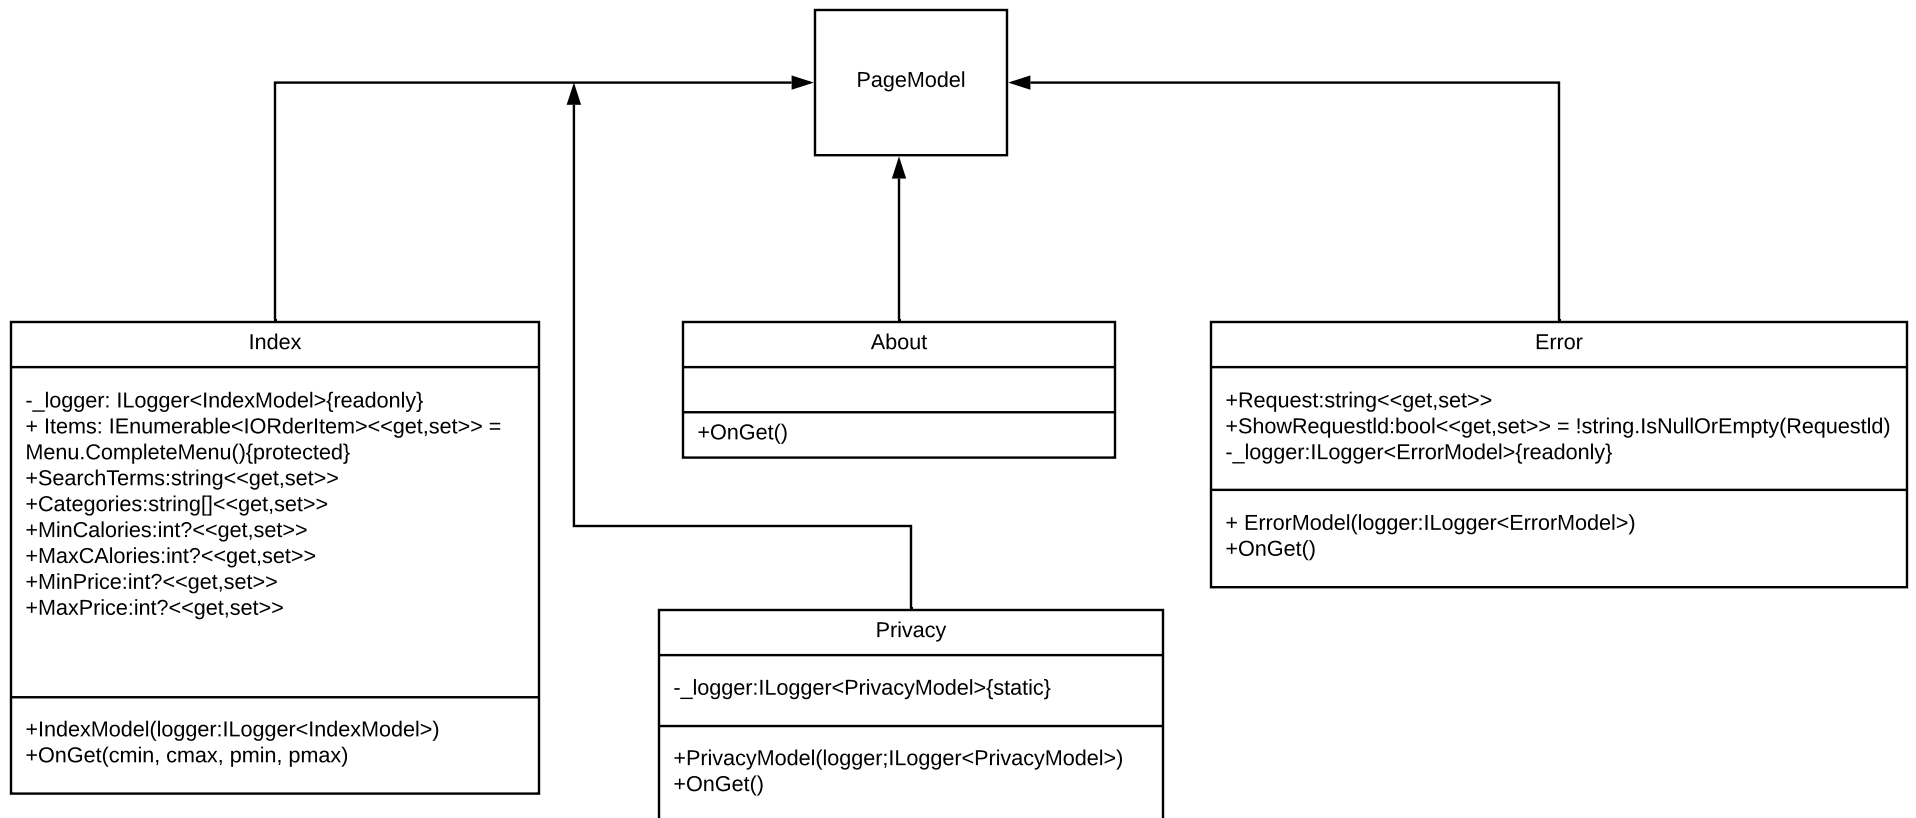 PageModel
Index
-_logger: ILogger<IndexModel>{readonly}
+ Items: IEnumerable<IORderItem><<get,set>> =
Menu.CompleteMenu(){protected}
+SearchTerms:string<<get,set>>
+Categories:string[]<<get,set>>
+MinCalories:int?<<get,set>>
+MaxCAlories:int?<<get,set>>
+MinPrice:int?<<get,set>>
+MaxPrice:int?<<get,set>>
+IndexModel(logger:ILogger<IndexModel>)
+OnGet(cmin, cmax, pmin, pmax)
About
+OnGet()
Error
+Request:string<<get,set>>
+ShowRequestId:bool<<get,set>> = !string.IsNullOrEmpty(RequestId)
-_logger:ILogger<ErrorModel>{readonly}
+ ErrorModel(logger:ILogger<ErrorModel>)
+OnGet()
Privacy
-_logger:ILogger<PrivacyModel>{static}
+PrivacyModel(logger;ILogger<PrivacyModel>)
+OnGet()